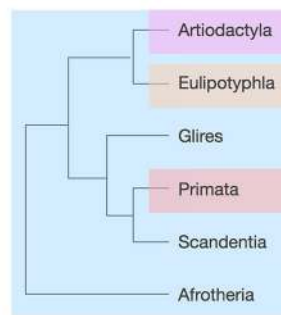 Artiodactyla
Eulipotyphla
Glires
Primata
Scandentia
Afrotheria